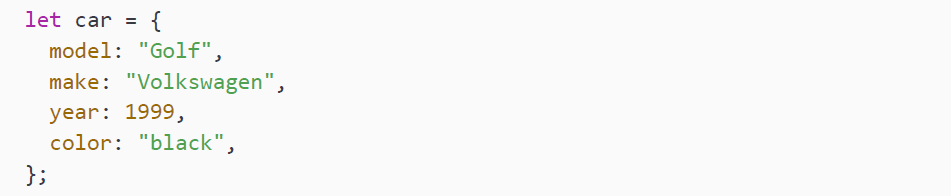 let car = {
  model: "Golf",
  make: "Volkswagen",
  year: 1999,
  color: "black",
};